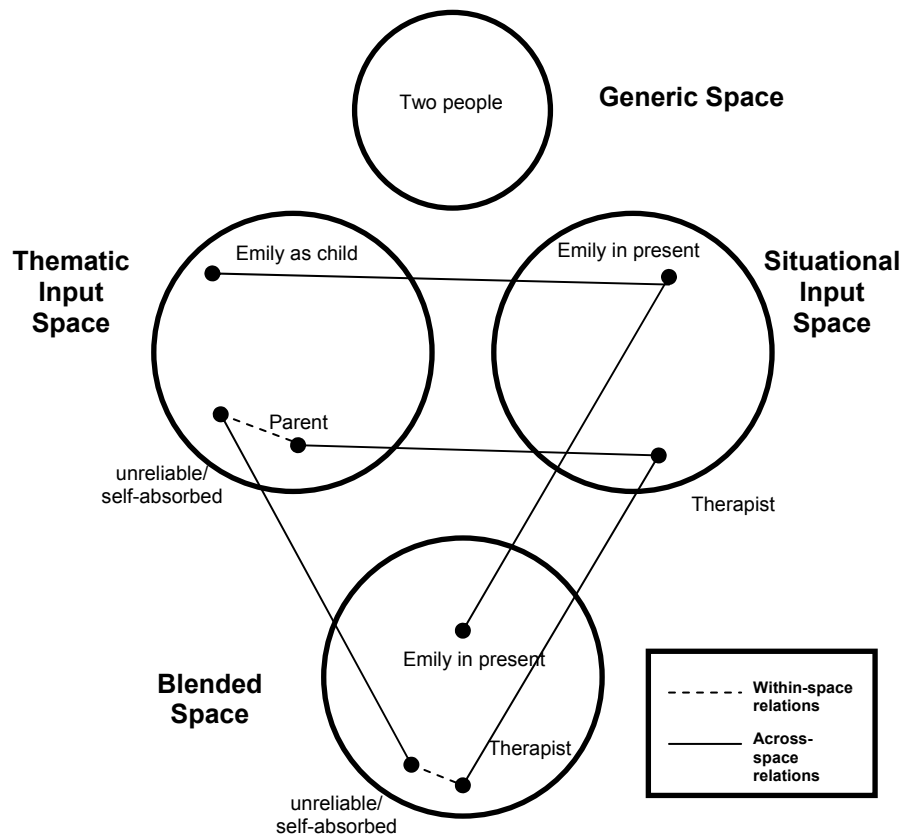 Two people
Generic Space
Thematic
Input
Space
Emily as child
Emily in present
Situational
Input
Space
Parent
unreliable/
self-absorbed
Therapist
Blended
Space
Emily in present
Therapist
unreliable/
self-absorbed
Within-space
relations
Across-
space
relations